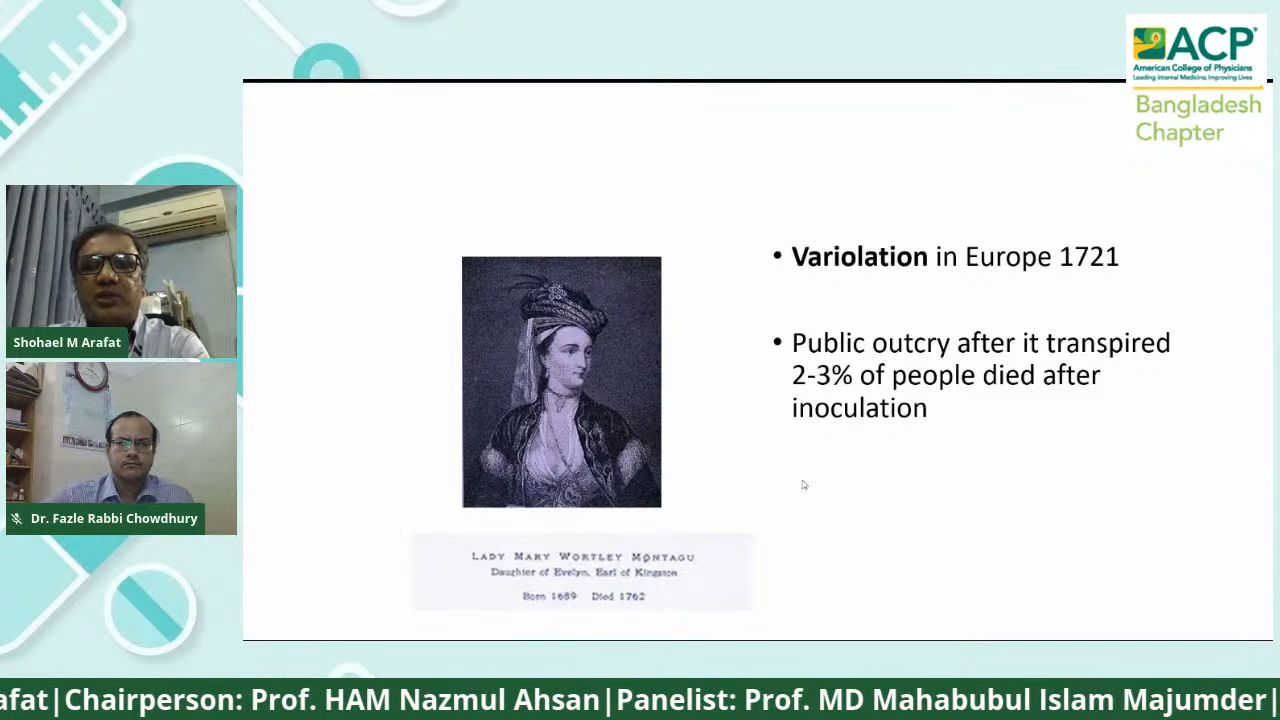 ACP
American College of Physicians
Leading Internal Medicine, Improving Lives
Bangladesh
Chapter
• Variolation in Europe 1721
• Public outcry after it transpired
2-3% of people died after
inoculation
Shohael M Arafat
Dr. Fazle Rabbi Chowdhury
LADY MARY WORTLEY MONTAGU
Daughter of Evelyn, Earl of Kingston
Born 1689 Died 1762
afat|Chairperson: Prof. HAM Nazmul Ahsan|Panelist: Prof. MD Mahabubul Islam Majumder|